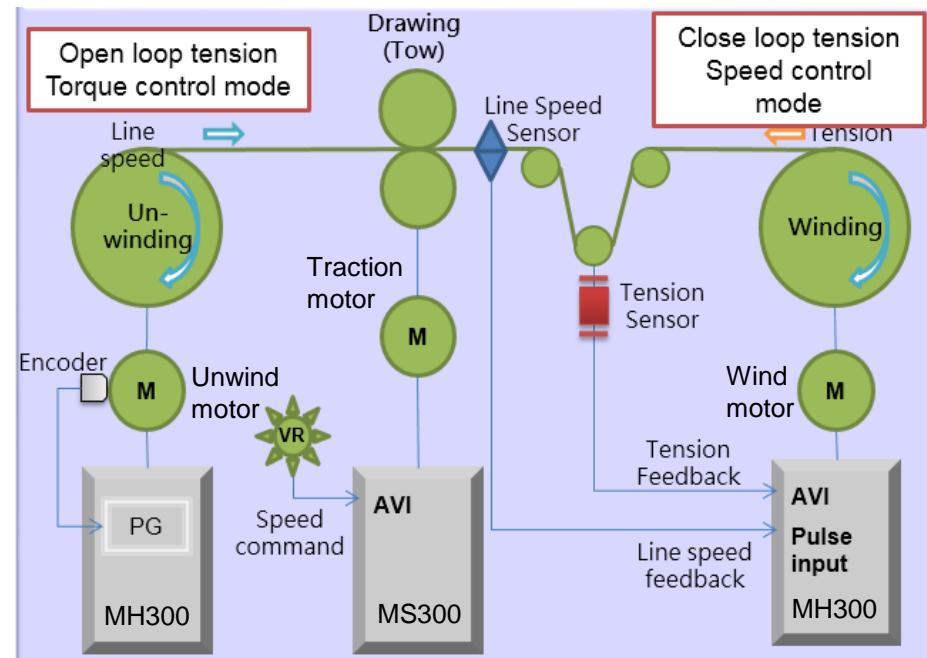 Open loop tension
Torque control mode
Drawing
(Tow)
Close loop tension
Speed control
mode
Line
speed
Line Speed
Sensor
Tension
Un-
winding
Winding
Traction
motor
Tension
Sensor
Encoder
M
Unwind
motor
VR
M
Wind
motor
M
PG
MH300
Speed
command
AVI
MS300
Tension
Feedback
Line speed
feedback
AVI
Pulse
input
MH300